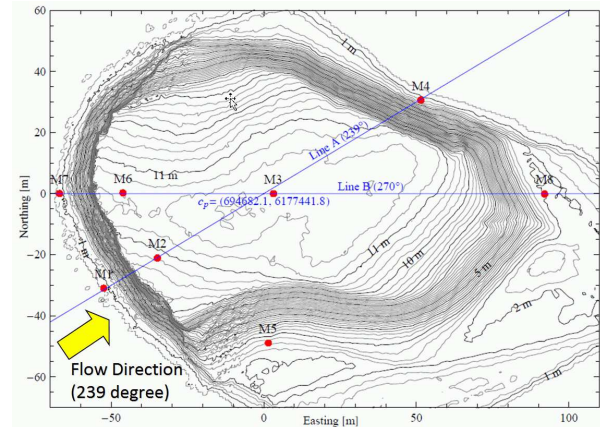 60
40
20
0
−20
−40
−60
Northing [m]
−50
0
50
100
Easting [m]
1 m
M4
Line A (239°)
11 m
M7
M6
M3
Line B (270°)
M8
cp = (694682.1, 6177441.8)
M2
11 m
10 m
5 m
1 m
M1
2 m
M5
1 m
Flow Direction
(239 degree)